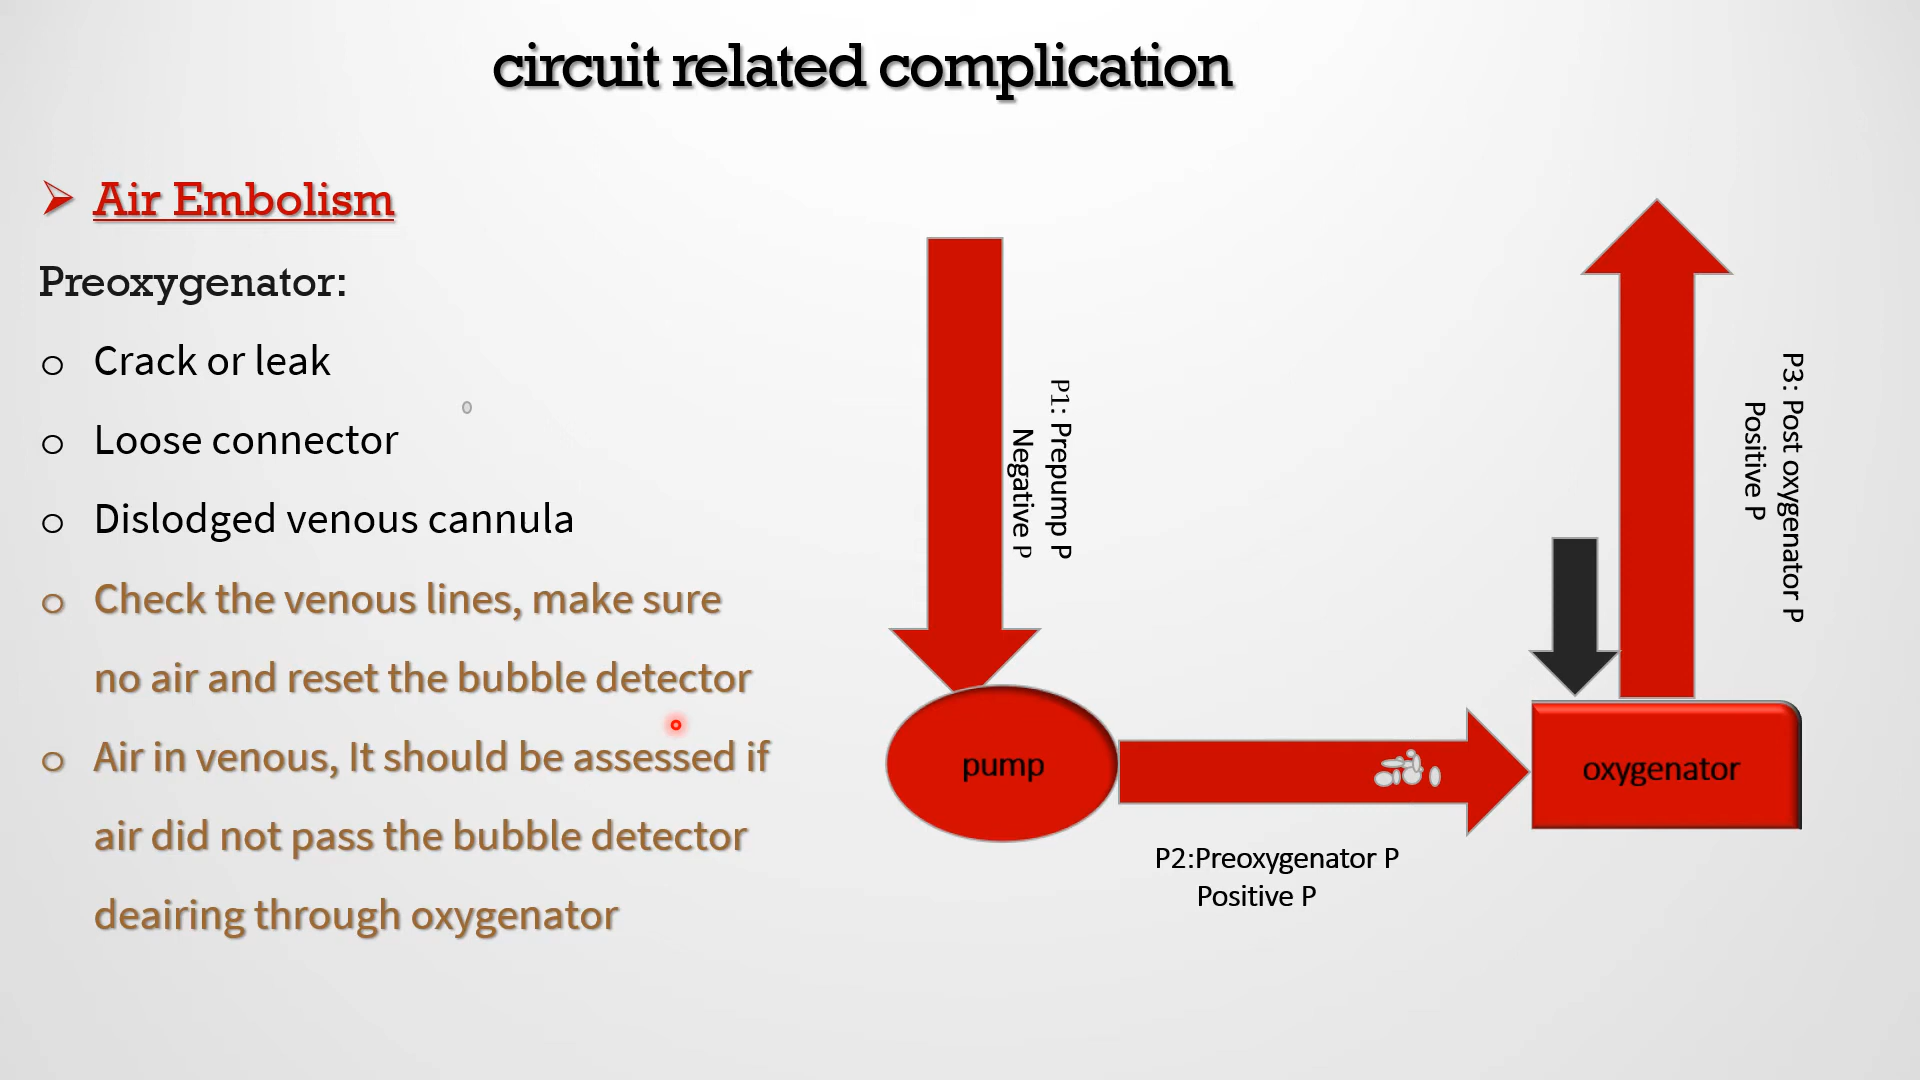 circuit related complication
Air Embolism
Preoxygenator:
Crack or leak
Loose connector
Dislodged venous cannula
Check the venous lines, make sure
no air and reset the bubble detector
Air in venous, It should be assessed if
air did not pass the bubble detector
deairing through oxygenator
P1: Prepump P
Negative P
pump
P2:Preoxygenator P
Positive P
oxygenator
P3: Post oxygenator P
Positive P